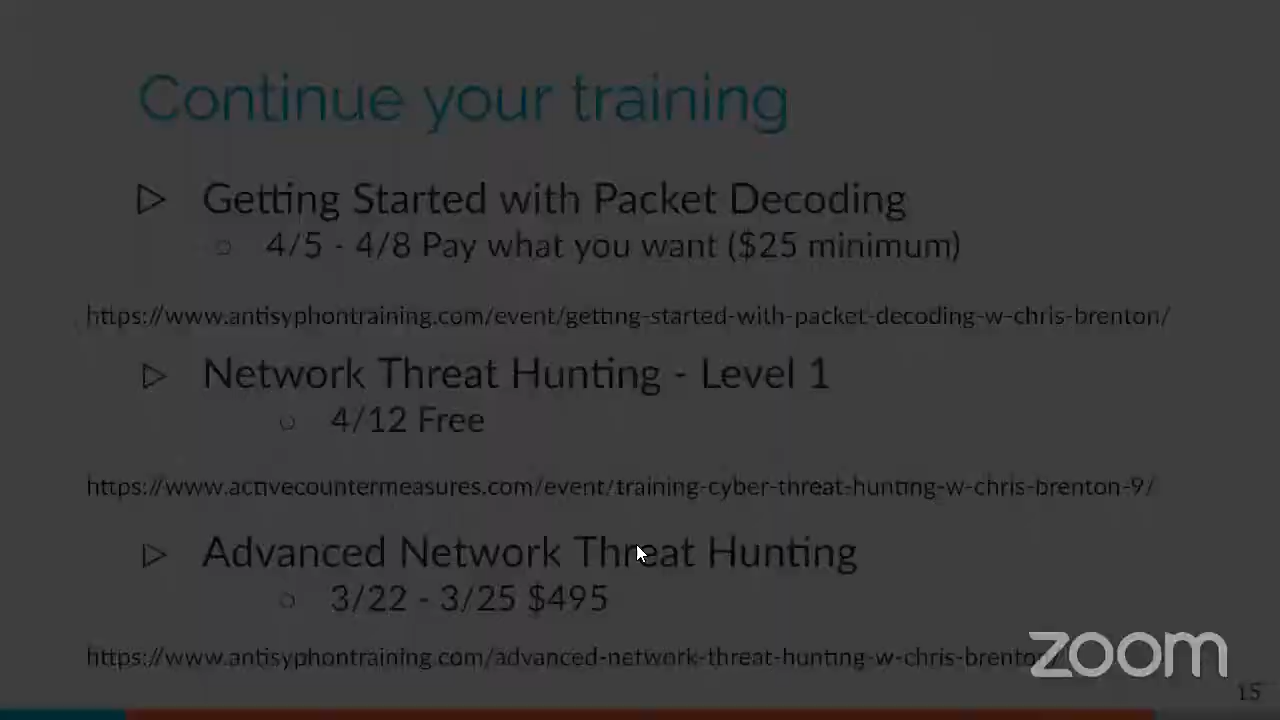 Continue your training
Getting Started with Packet Decoding
4/5 - 4/8 Pay what you want ($25 minimum)
https://www.antisyphontraining.com/event/getting-started-with-packet-decoding-w-chris-brenton/
Network Threat Hunting - Level 1
4/12 Free
https://www.activecountermeasures.com/event/training-cyber-threat-hunting-w-chris-brenton-9/
Advanced Network Threat Hunting
3/22 - 3/25 $495
https://www.antisyphontraining.com/advanced-network-threat-hunting-w-chris-brenton/
zoom
15